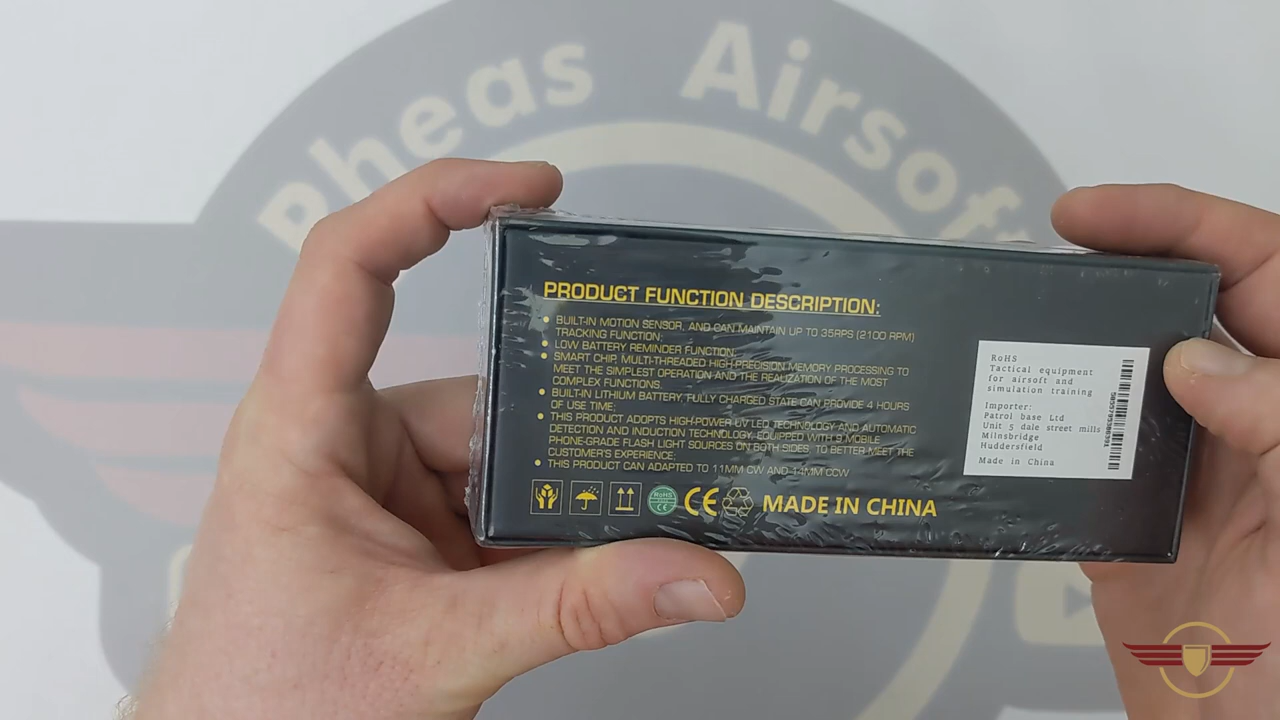 Pheas Airsoft
PRODUCT FUNCTION DESCRIPTION:
• BUILT-IN MOTION SENSOR, AND CAN MAINTAIN UP TO 35RPS (2100 RPM)
TRACKING FUNCTION;
• LOW BATTERY REMINDER FUNCTION;
• SMART CHIP, MULTI-THREADED HIGH-PRECISION MEMORY PROCESSING TO
MEET THE SIMPLEST OPERATION AND THE REALIZATION OF THE MOST
COMPLEX FUNCTIONS.
• BUILT-IN LITHIUM BATTERY, FULLY CHARGED STATE CAN PROVIDE 4 HOURS
OF USE TIME;
• THIS PRODUCT ADOPTS HIGH-POWER UV LED TECHNOLOGY AND AUTOMATIC
DETECTION AND INDUCTION TECHNOLOGY, EQUIPPED WITH 9 MOBILE
PHONE-GRADE FLASH LIGHT SOURCES ON BOTH SIDES, TO BETTER MEET THE
CUSTOMER'S EXPERIENCE;
• THIS PRODUCT CAN ADAPTED TO 11MM CW AND 14MM CCW
RoHS
CE MADE IN CHINA
RoHS
Tactical equipment
for airsoft and
simulation training
Importer:
Patrol base Ltd
Unit 5 dale street mills
Milnsbridge
Huddersfield
Made in China